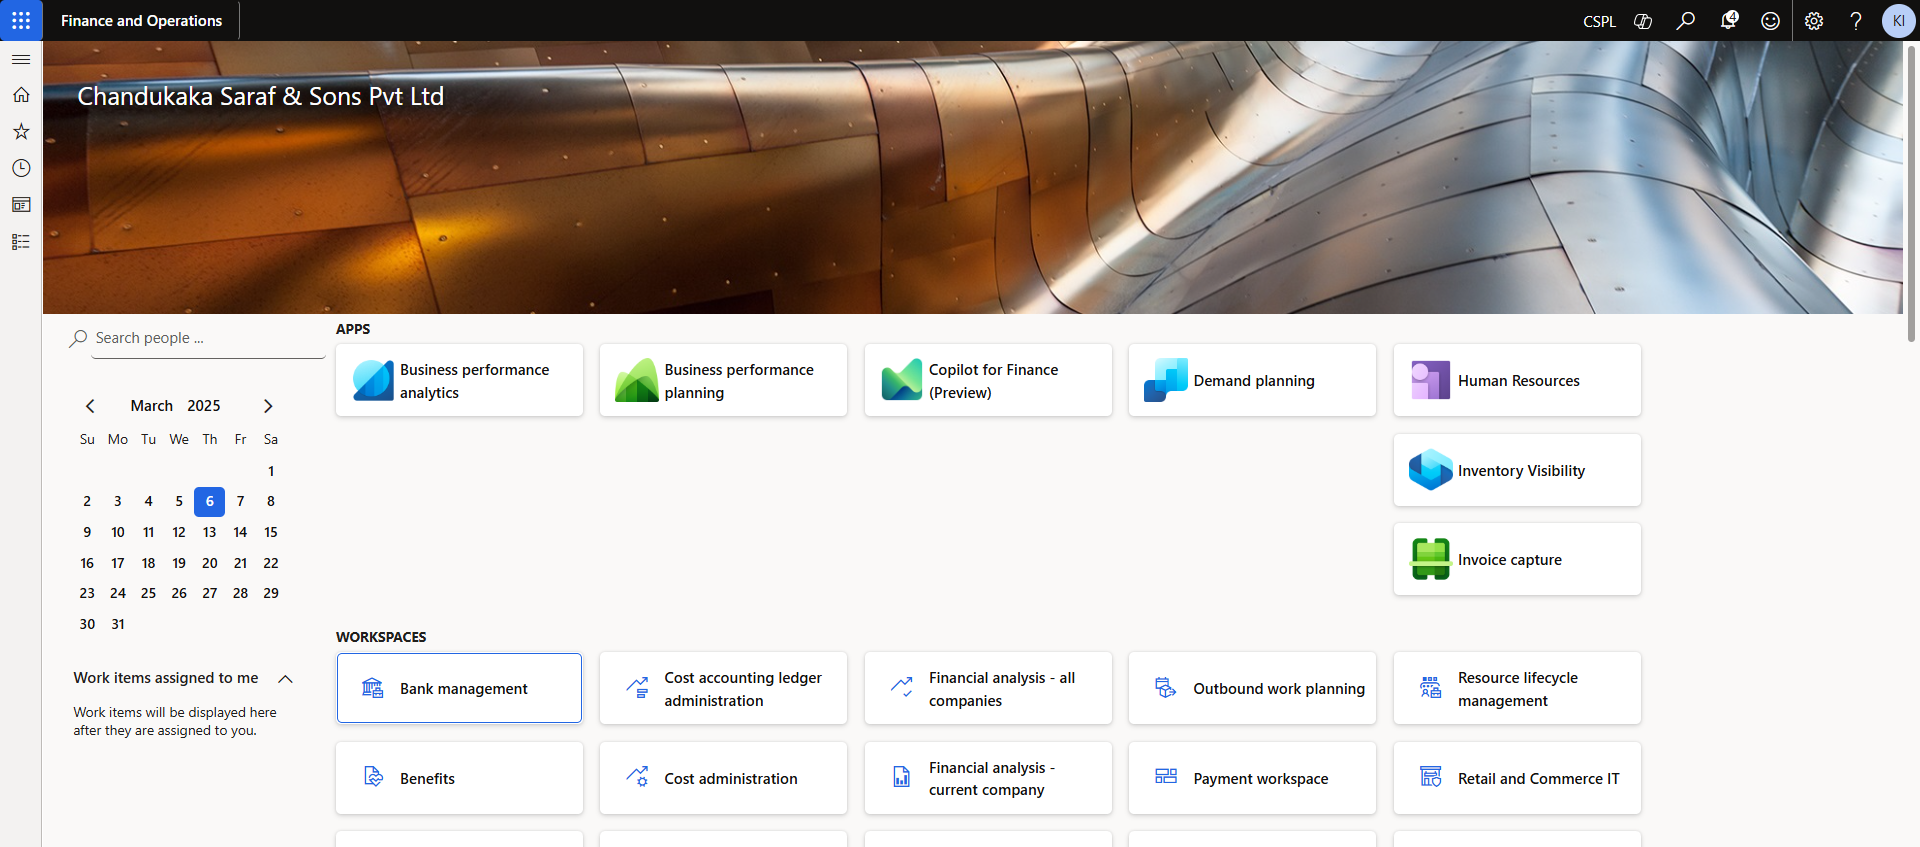 Finance and Operations
CSPL
4
KI
Chandukaka Saraf & Sons Pvt Ltd
Search people ...
March 2025
Su Mo Tu We Th Fr Sa
1
2 3 4 5 6 7 8
9 10 11 12 13 14 15
16 17 18 19 20 21 22
23 24 25 26 27 28 29
30 31
Work items assigned to me
Work items will be displayed here
after they are assigned to you.
APPS
Business performance
analytics
Business performance
planning
Copilot for Finance
(Preview)
Demand planning
Human Resources
Inventory Visibility
Invoice capture
WORKSPACES
Bank management
Cost accounting ledger
administration
Financial analysis - all
companies
Outbound work planning
Resource lifecycle
management
Benefits
Cost administration
Financial analysis -
current company
Payment workspace
Retail and Commerce IT